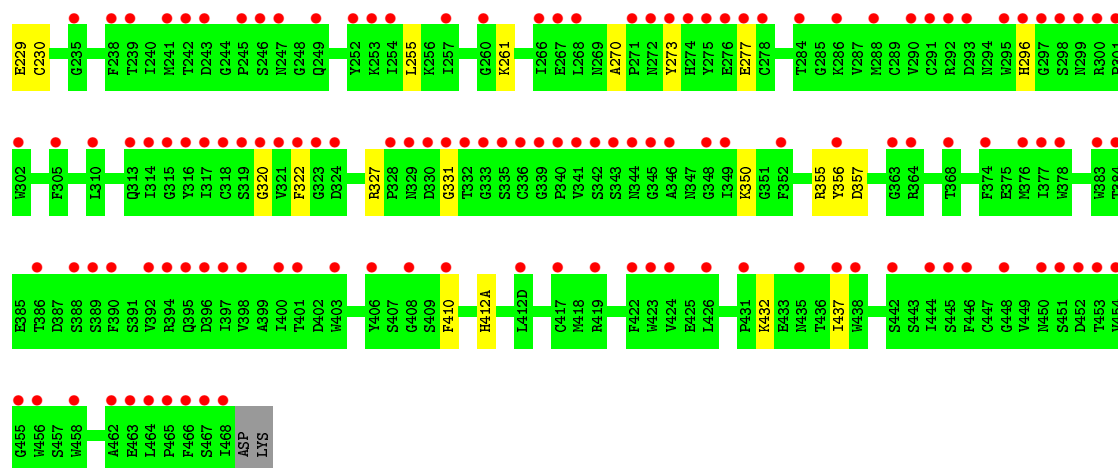 E229 C230 G235 F238 T239 I240 M241 T242 D243 G244 P245 S246 N247 G248 Q249 Y252 K253 I254 L255 K256 I257 G260 K261 I266 E267 L268 N269 A270 P271 N272 Y273 H274 Y275 E276 E277 C278 T284 G285 K286 V287 M288 C289 V290 C291 R292 D293 N294 W295 H296 G297 S298 N299 R300 P301
W302 F305 L310 Q313 I314 G315 Y316 I317 C318 S319 G320 V321 F322 G323 D324 R327 P328 N329 D330 G331 T332 G333 S335 C336 G339 P340 V341 S342 S343 N344 G345 A346 N347 G348 I349 K350 G351 F352 R355 Y356 D357 G363 R364 T368 F374 E375 M376 I377 W378 W383 T384
E385 T386 D387 S388 S389 F390 S391 V392 R394 Q395 D396 I397 V398 A399 I400 T401 D402 W403 Y406 S407 G408 S409 F410 H412A L412D C417 M418 R419 F422 W423 V424 E425 L426 P431 K432 E433 N435 T436 I437 W438 S442 S443 I444 S445 F446 C447 G448 V449 N450 S451 D452 T453 V454
G455 W456 S457 W458 A462 E463 L464 P465 F466 S467 I468 ASP LYS